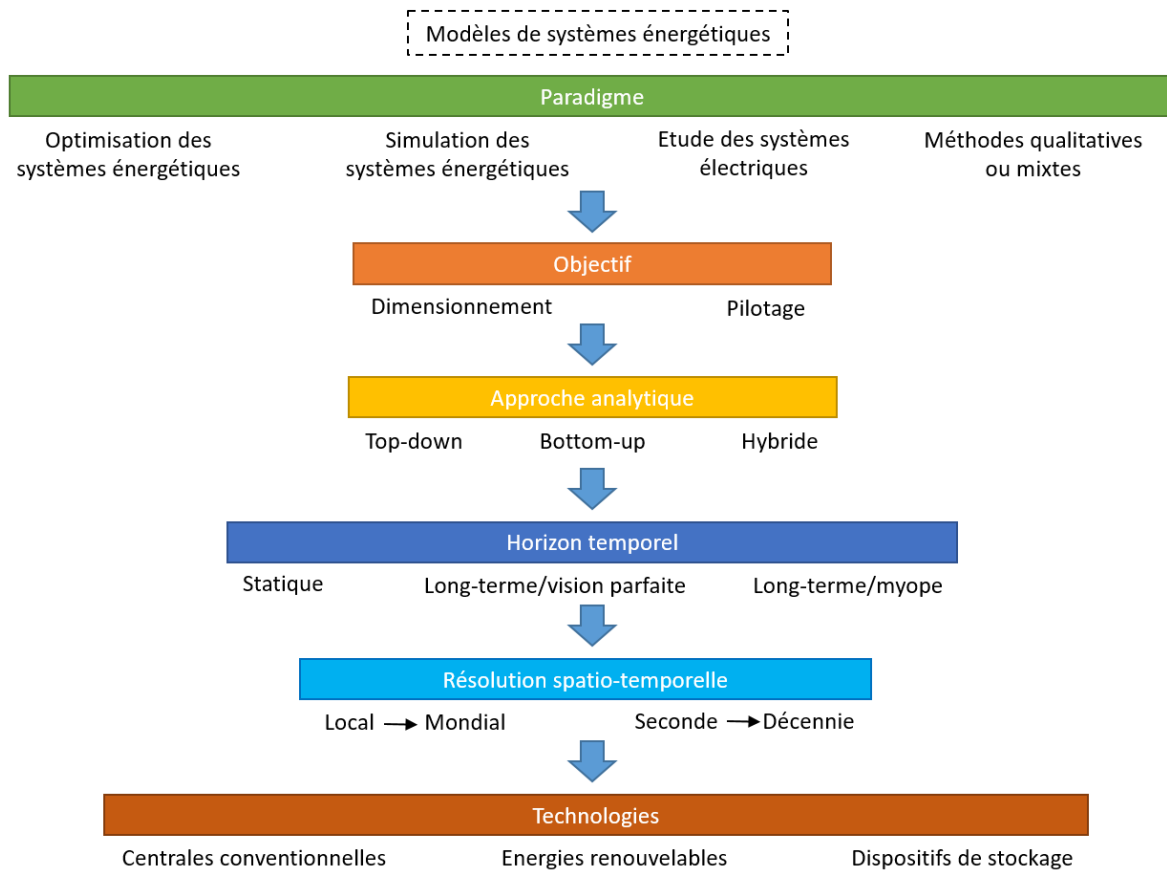 Modèles de systèmes énergétiques
Paradigme
Optimisation des
systèmes énergétiques
Simulation des
systèmes énergétiques
Etude des systèmes
électriques
Méthodes qualitatives
ou mixtes
Objectif
Dimensionnement
Pilotage
Approche analytique
Top-down
Bottom-up
Hybride
Horizon temporel
Statique
Long-terme/vision parfaite
Long-terme/myope
Résolution spatio-temporelle
Local
Mondial
Seconde
Décennie
Technologies
Centrales conventionnelles
Energies renouvelables
Dispositifs de stockage